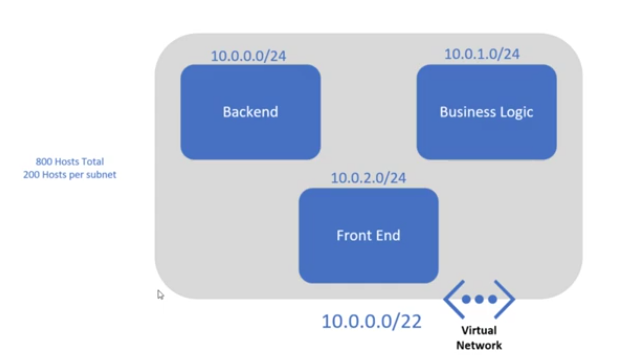 10.0.0.0/24
10.0.1.0/24
Backend
Business Logic
800 Hosts Total
200 Hosts per subnet
10.0.2.0/24
Front End
10.0.0.0/22
Virtual
Network